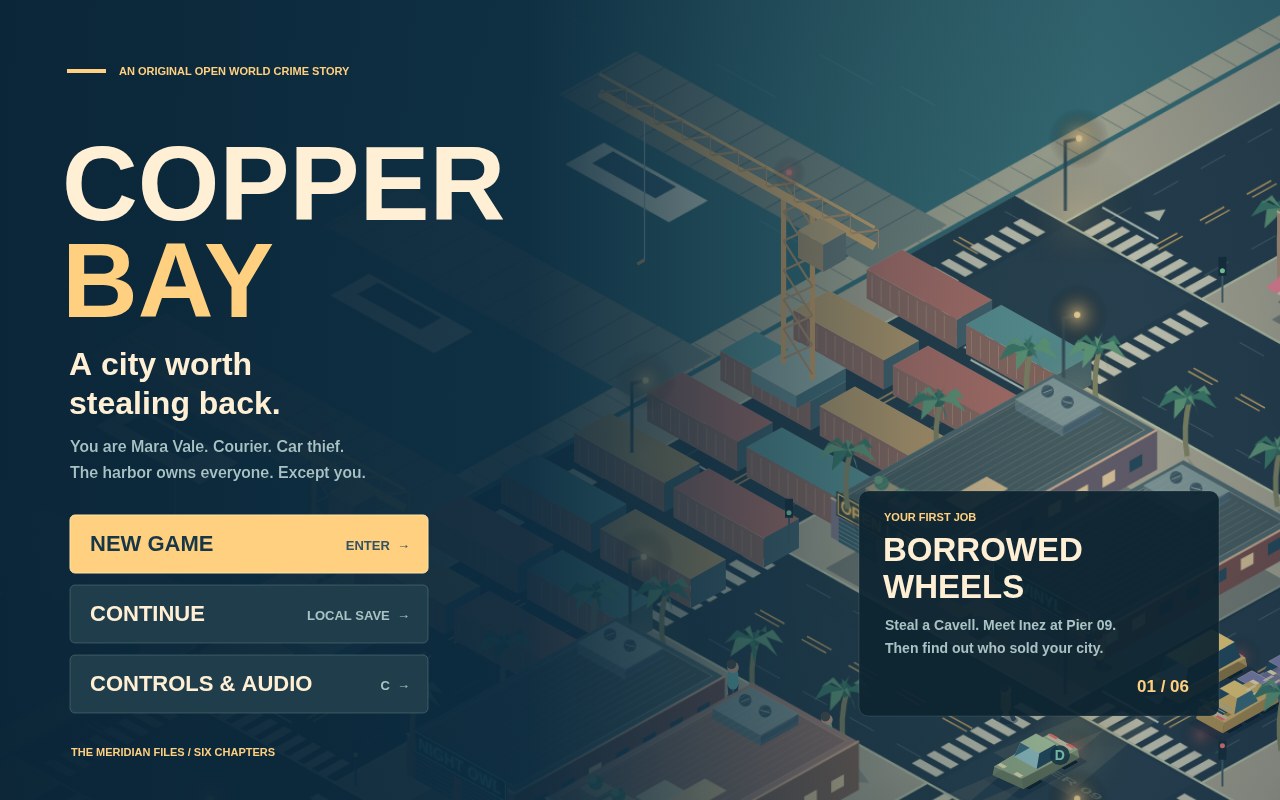 AN ORIGINAL OPEN WORLD CRIME STORY
COPPER
BAY
A city worth
stealing back.
You are Mara Vale. Courier. Car thief.
The harbor owns everyone. Except you.
NEW GAME ENTER →
CONTINUE LOCAL SAVE →
CONTROLS & AUDIO C →
THE MERIDIAN FILES / SIX CHAPTERS
YOUR FIRST JOB
BORROWED
WHEELS
Steal a Cavell. Meet Inez at Pier 09.
Then find out who sold your city.
01 / 06
D